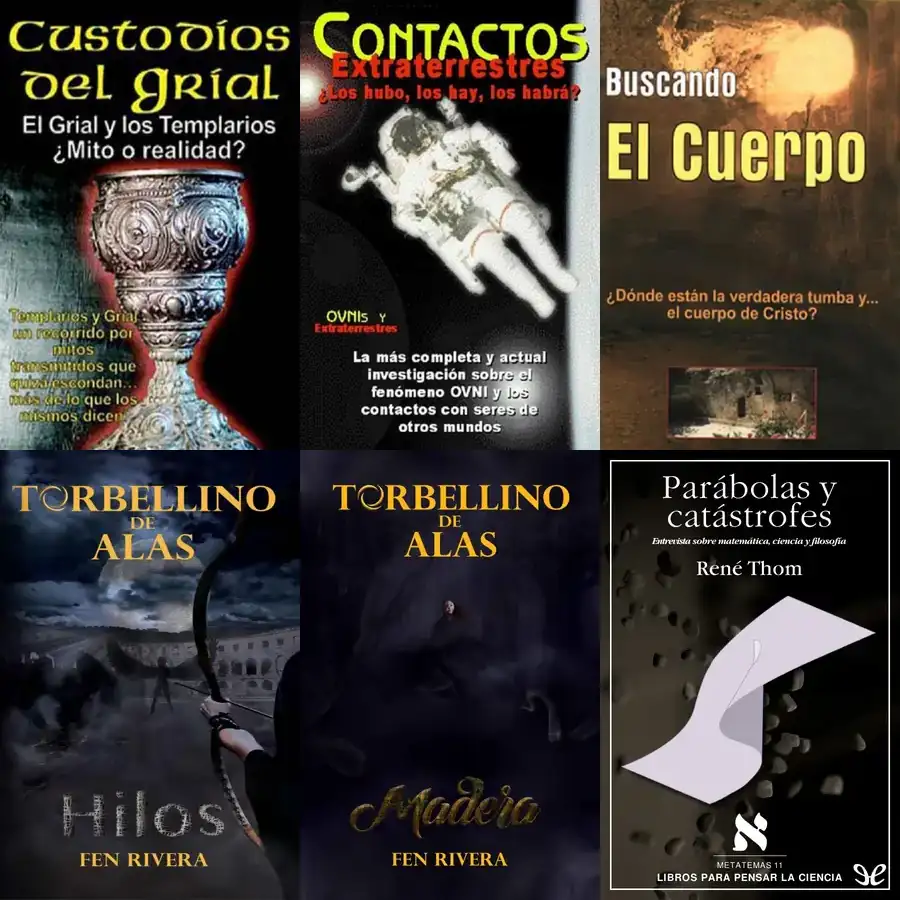 Custodios
del grial
El Grial y los Templarios
¿Mito o realidad?
Templarios y Grial
un recorrido por
mitos
transmitidos que
quizá escondan...
más de lo que los
mismos dicen
CONTACTOS
Extraterrestres
¿Los hubo, los hay, los habrá?
OVNIs y
Extraterrestres
La más completa y actual
investigación sobre el
fenómeno OVNI y los
contactos con seres de
otros mundos
Buscando
El Cuerpo
¿Dónde están la verdadera tumba y...
el cuerpo de Cristo?
TORBELLINO
DE
ALAS
Hilos
FEN RIVERA
TORBELLINO
DE
ALAS
Madera
FEN RIVERA
Parábolas y
catástrofes
Entrevista sobre matemática, ciencia y filosofía
René Thom
METATEMAS 11
LIBROS PARA PENSAR LA CIENCIA